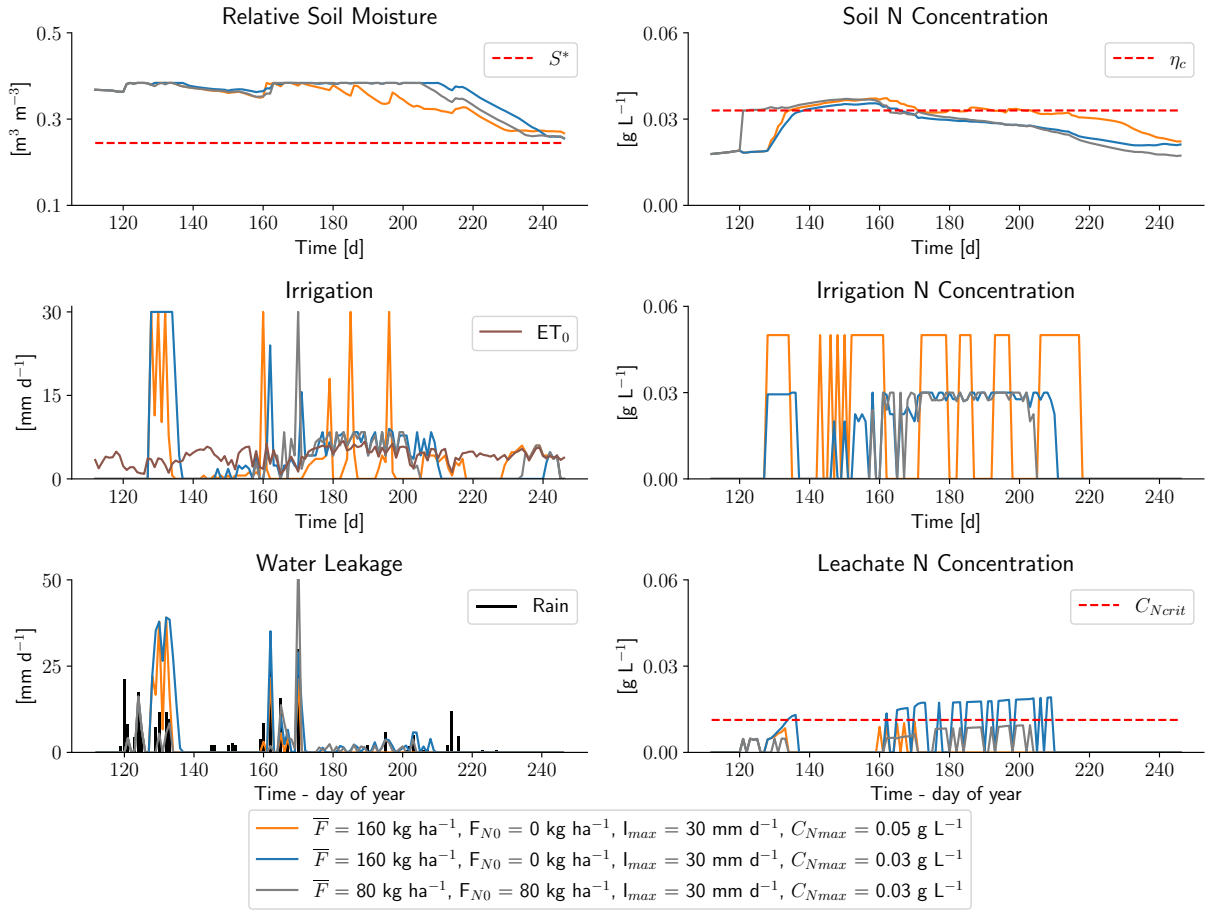 Relative Soil Moisture
Soil N Concentration
0.5
0.3
0.1
[m³ m⁻³]
S*
120 140 160 180 200 220 240
Time [d]
0.06
0.03
0.00
[g L⁻¹]
η_c
120 140 160 180 200 220 240
Time [d]
Irrigation
Irrigation N Concentration
30
15
0
[mm d⁻¹]
ET₀
120 140 160 180 200 220 240
Time [d]
0.06
0.03
0.00
[g L⁻¹]
120 140 160 180 200 220 240
Time [d]
Water Leakage
Leachate N Concentration
50
25
0
[mm d⁻¹]
Rain
120 140 160 180 200 220 240
Time - day of year
0.06
0.03
0.00
[g L⁻¹]
C_Ncrit
120 140 160 180 200 220 240
Time - day of year
F̅ = 160 kg ha⁻¹, F_N0 = 0 kg ha⁻¹, I_max = 30 mm d⁻¹, C_Nmax = 0.05 g L⁻¹
F̅ = 160 kg ha⁻¹, F_N0 = 0 kg ha⁻¹, I_max = 30 mm d⁻¹, C_Nmax = 0.03 g L⁻¹
F̅ = 80 kg ha⁻¹, F_N0 = 80 kg ha⁻¹, I_max = 30 mm d⁻¹, C_Nmax = 0.03 g L⁻¹